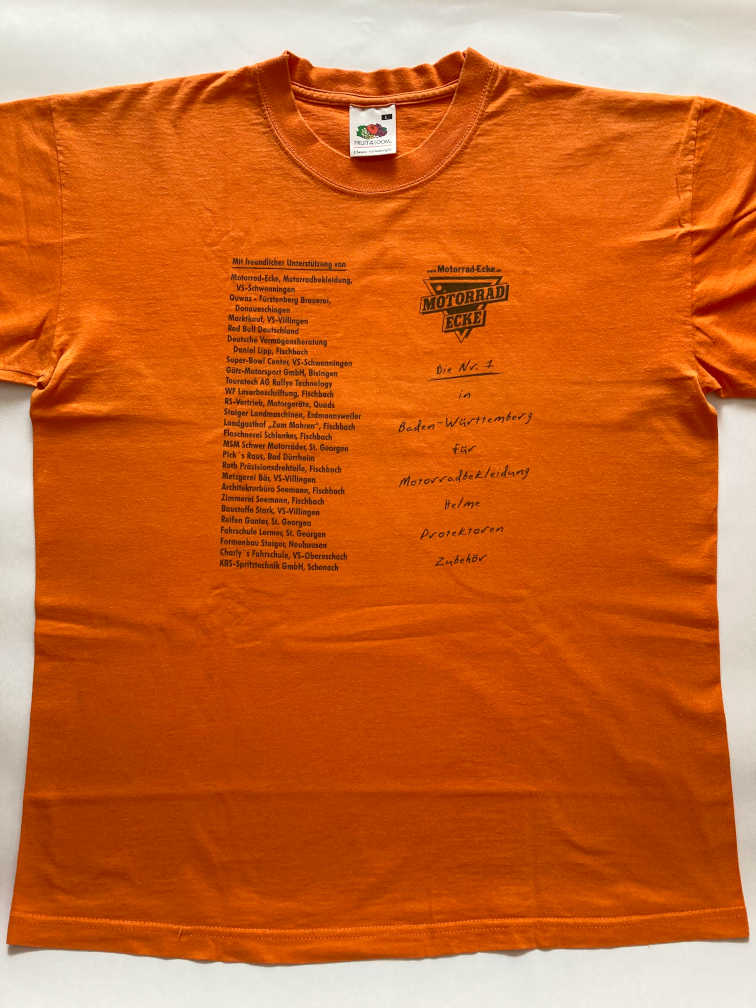 L
FRUIT OF THE LOOM
Mit freundlicher Unterstützung von
Motorrad-Ecke, Motorradbekleidung,
VS-Schwenningen
Quwas - Fürstenberg Brauerei,
Donaueschingen
Marktkauf, VS-Villingen
Red Bull Deutschland
Deutsche Vermögensberatung
Daniel Lipp, Fischbach
Super-Bowl Center, VS-Schwenningen
Götz-Motorsport GmbH, Bisingen
Touratech AG Rallye Technology
WF Laserbeschriftung, Fischbach
RS-Vertrieb, Motorgeräte, Quads
Staiger Landmaschinen, Erdmannsweiler
Landgasthof „Zum Mohren", Fischbach
Flaschnerei Schlenker, Fischbach
MSM Schwer Motorräder, St. Georgen
Pick´s Raus, Bad Dürrheim
Roth Präzisionsdrehteile, Fischbach
Metzgerei Bär, VS-Villingen
Architekturbüro Seemann, Fischbach
Zimmerei Seemann, Fischbach
Baustoffe Stark, VS-Villingen
Reifen Ganter, St. Georgen
Fahrschule Lermer, St. Georgen
Formenbau Staiger, Neuhausen
Charly´s Fahrschule, VS-Obereschach
KBS-Spritztechnik GmbH, Schonach
www.Motorrad-Ecke.de
MOTORRAD
ECKE
Die Nr. 1
in
Baden-Württemberg
für
Motorradbekleidung
Helme
Protektoren
Zubehör